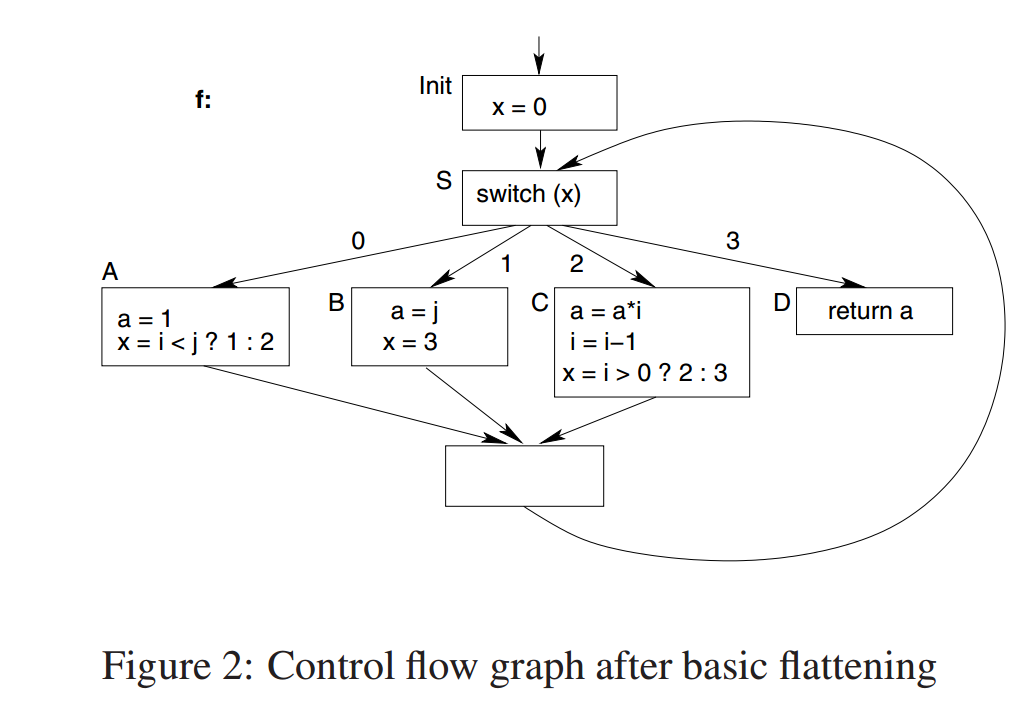 f:
Init
x = 0
S
switch (x)
0
1
2
3
A
a = 1
x = i < j ? 1 : 2
B
a = j
x = 3
C
a = a*i
i = i−1
x = i > 0 ? 2 : 3
D
return a
Figure 2: Control flow graph after basic flattening